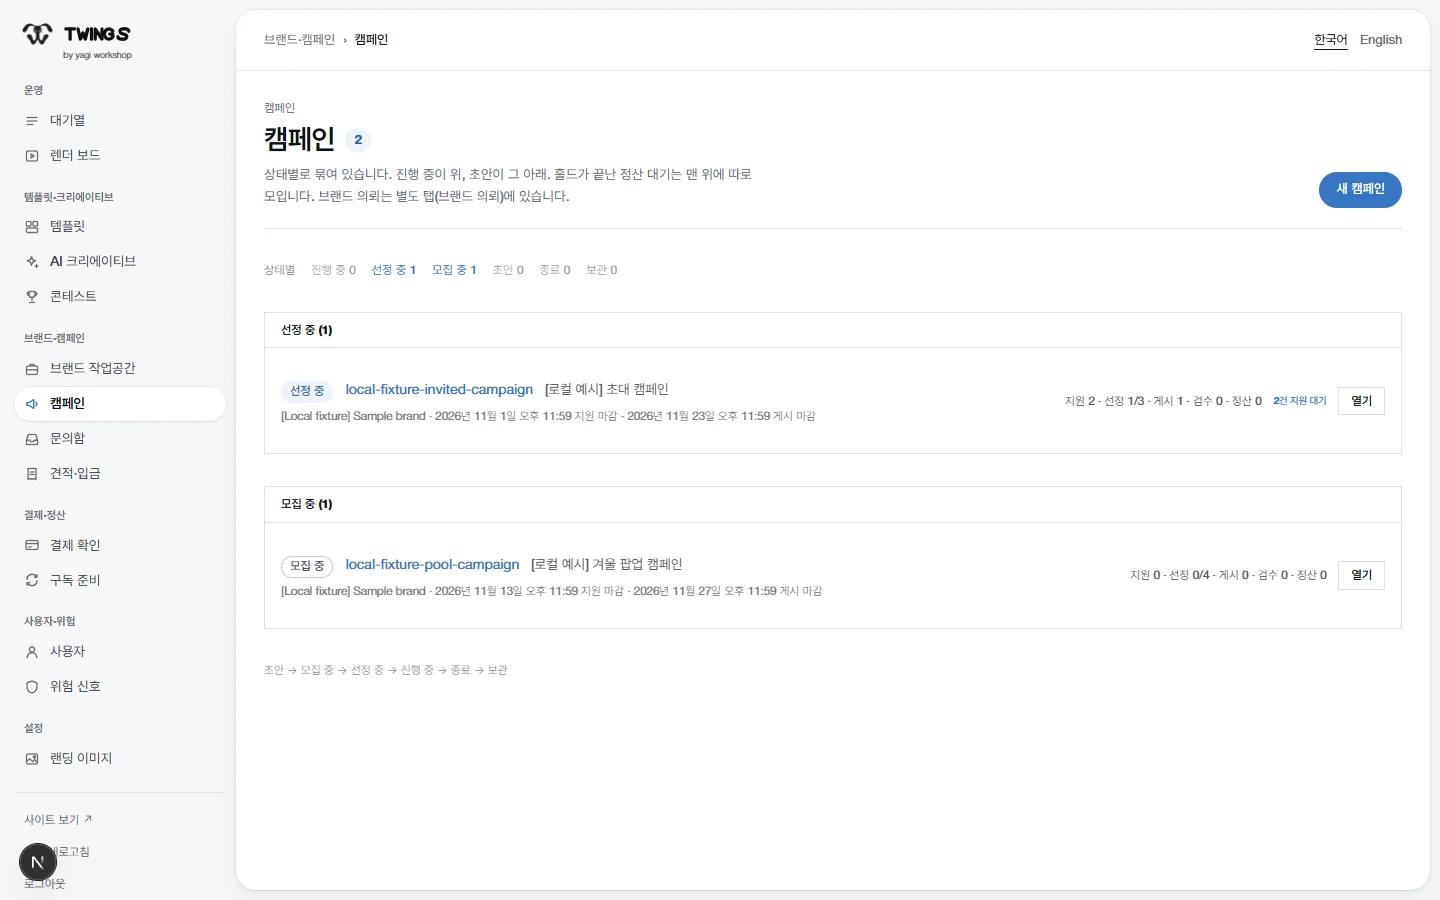 TWINGS
by yagi workshop
운영
대기열
렌더 보드
템플릿·크리에이티브
템플릿
AI 크리에이티브
콘테스트
브랜드·캠페인
브랜드 작업공간
캠페인
문의함
견적·입금
결제·정산
결제 확인
구독 준비
사용자·위험
사용자
위험 신호
설정
랜딩 이미지
사이트 보기 ↗
로고침
로그아웃
N
브랜드·캠페인 › 캠페인
한국어 English
캠페인
캠페인 2
상태별로 묶여 있습니다. 진행 중이 위, 초안이 그 아래. 홀드가 끝난 정산 대기는 맨 위에 따로
모입니다. 브랜드 의뢰는 별도 탭(브랜드 의뢰)에 있습니다.
새 캠페인
상태별 진행 중 0 선정 중 1 모집 중 1 초안 0 종료 0 보관 0
선정 중 (1)
선정 중 local-fixture-invited-campaign [로컬 예시] 초대 캠페인
[Local fixture] Sample brand · 2026년 11월 1일 오후 11:59 지원 마감 · 2026년 11월 23일 오후 11:59 게시 마감
지원 2 · 선정 1/3 · 게시 1 · 검수 0 · 정산 0 2건 지원 대기 열기
모집 중 (1)
모집 중 local-fixture-pool-campaign [로컬 예시] 겨울 팝업 캠페인
[Local fixture] Sample brand · 2026년 11월 13일 오후 11:59 지원 마감 · 2026년 11월 27일 오후 11:59 게시 마감
지원 0 · 선정 0/4 · 게시 0 · 검수 0 · 정산 0 열기
초안 → 모집 중 → 선정 중 → 진행 중 → 종료 → 보관